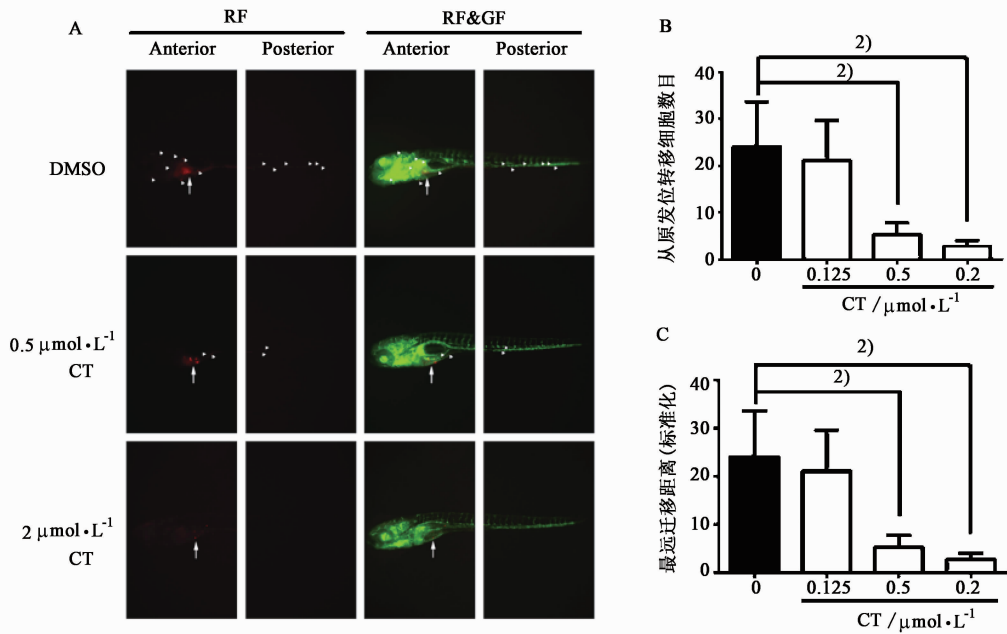 A
RF
RF&GF
Anterior
Posterior
Anterior
Posterior
DMSO
0.5 μmol·L⁻¹
CT
2 μmol·L⁻¹
CT
B
从原发位转移细胞数目
40
30
20
10
0
2)
2)
0
0.125
0.5
0.2
CT /μmol·L⁻¹
C
最远迁移距离(标准化)
40
30
20
10
0
2)
2)
0
0.125
0.5
0.2
CT /μmol·L⁻¹